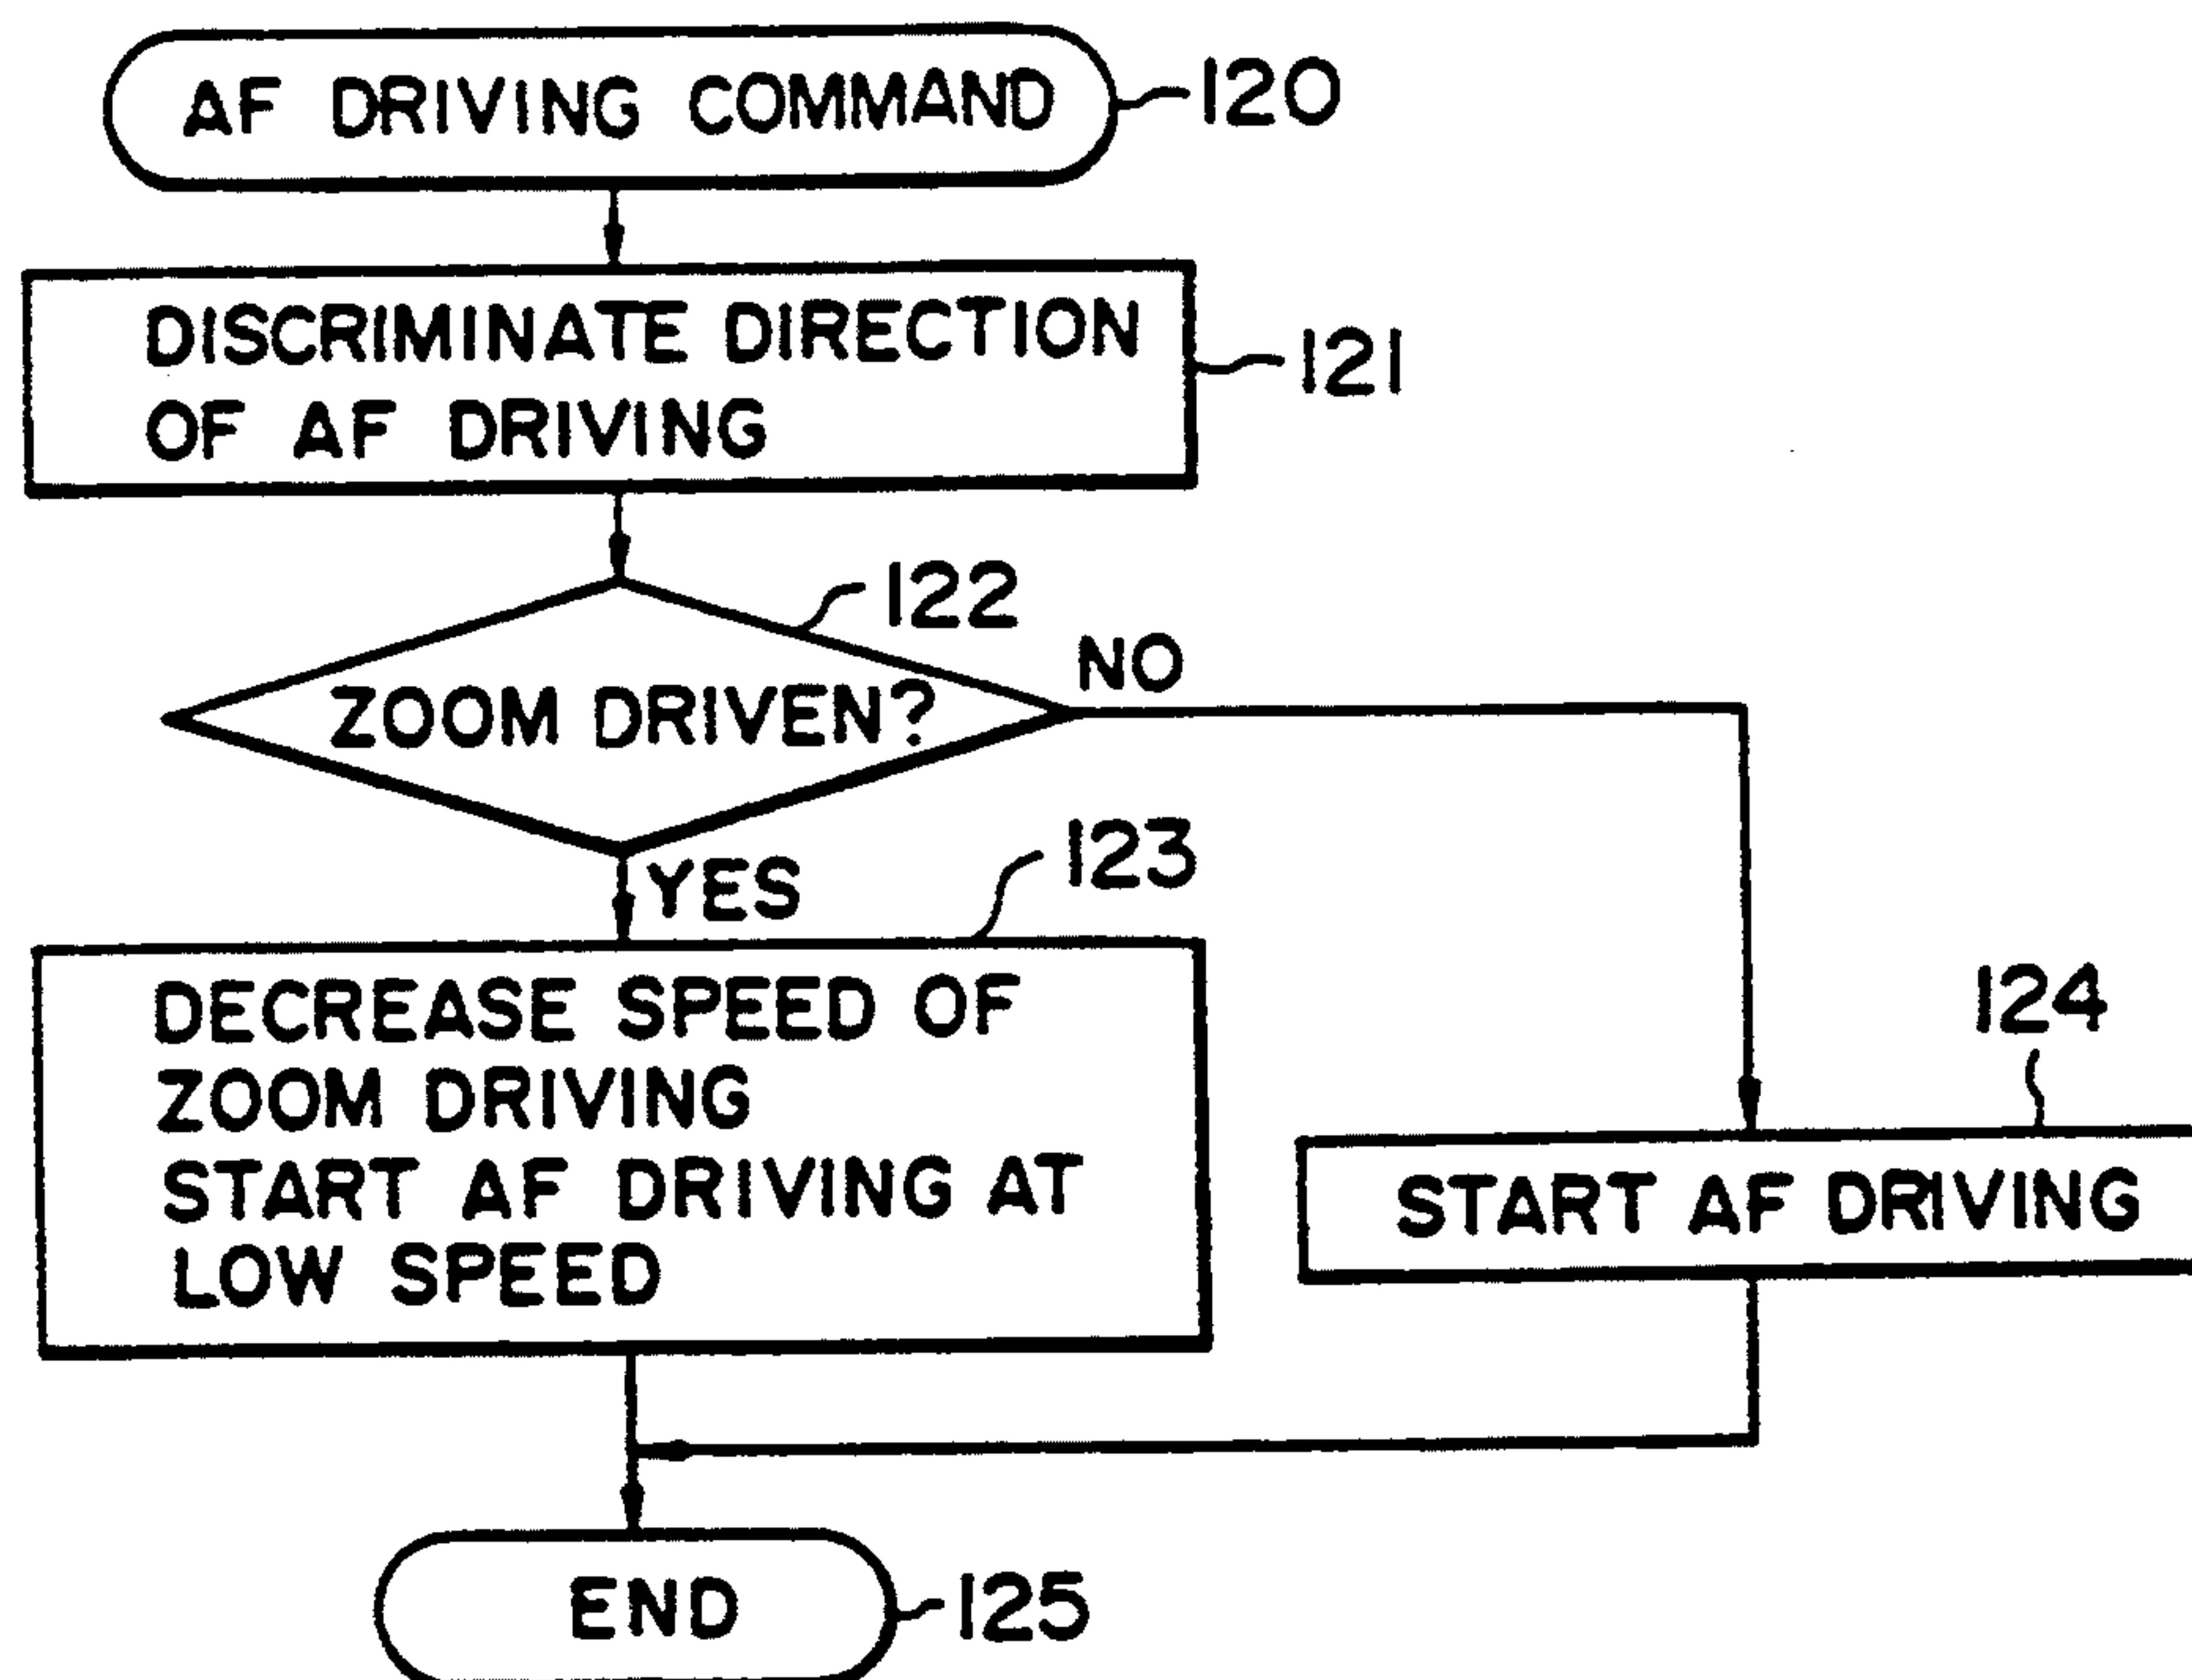 AF DRIVING COMMAND
120
DISCRIMINATE DIRECTION
OF AF DRIVING
121
122
ZOOM DRIVEN?
NO
YES
123
DECREASE SPEED OF
ZOOM DRIVING
START AF DRIVING AT
LOW SPEED
124
START AF DRIVING
END
125